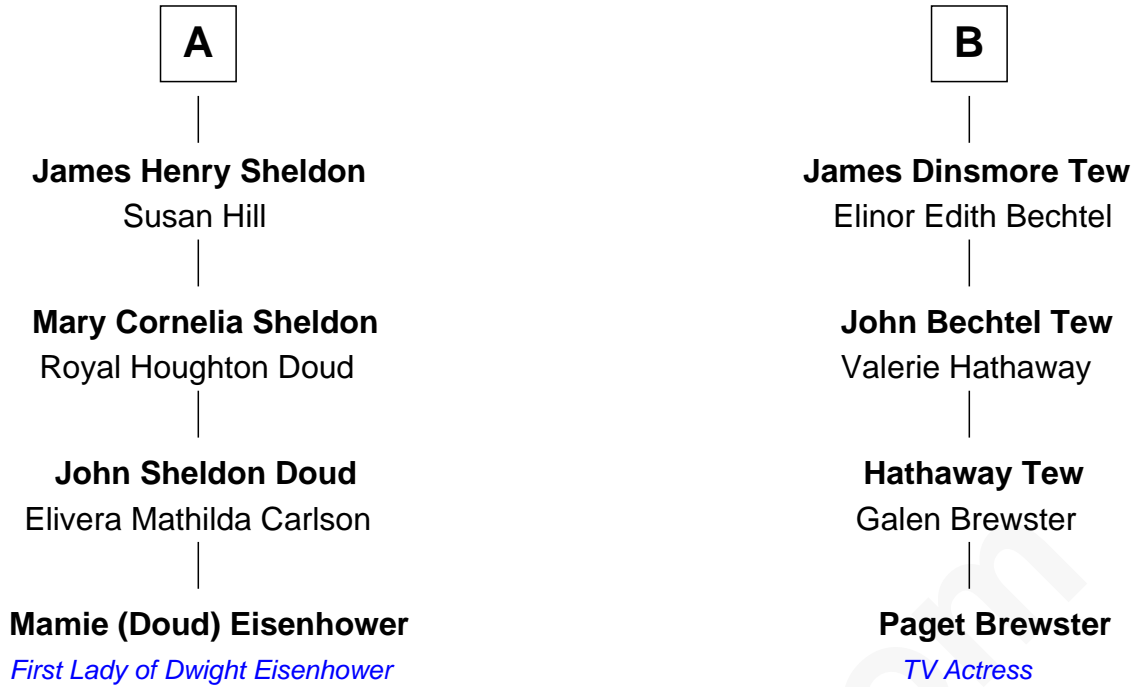 A
James Henry Sheldon
Susan Hill
Mary Cornelia Sheldon
Royal Houghton Doud
John Sheldon Doud
Elivera Mathilda Carlson
Mamie (Doud) Eisenhower
First Lady of Dwight Eisenhower
B
James Dinsmore Tew
Elinor Edith Bechtel
John Bechtel Tew
Valerie Hathaway
Hathaway Tew
Galen Brewster
Paget Brewster
TV Actress